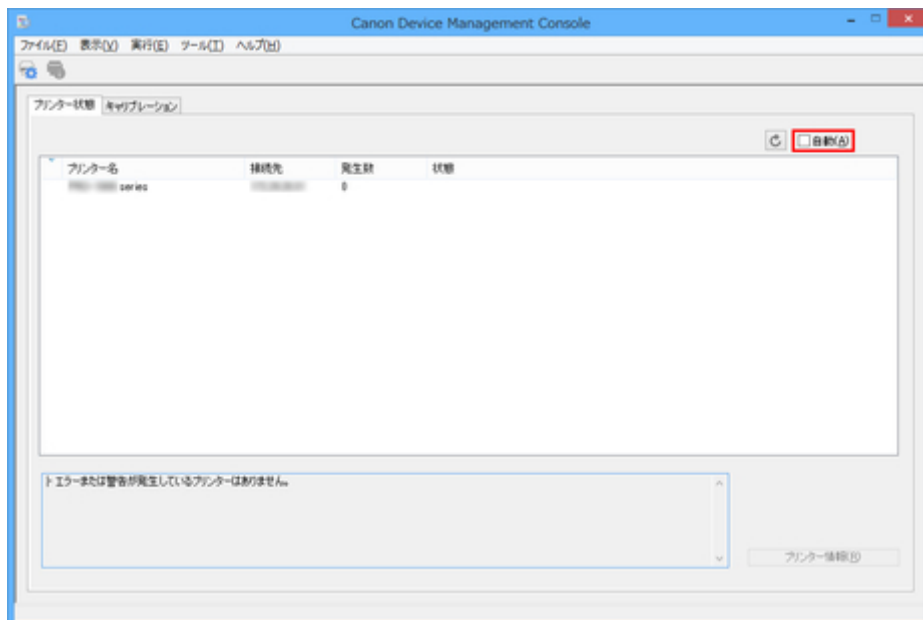 Canon Device Management Console
ファイル(F) 表示(V) 実行(E) ツール(T) ヘルプ(H)
プリンター状態 キャリブレーション
自動(A)
プリンター名 接続先 発生数 状態
series 0
エラーまたは警告が発生しているプリンターはありません。
プリンター情報(R)